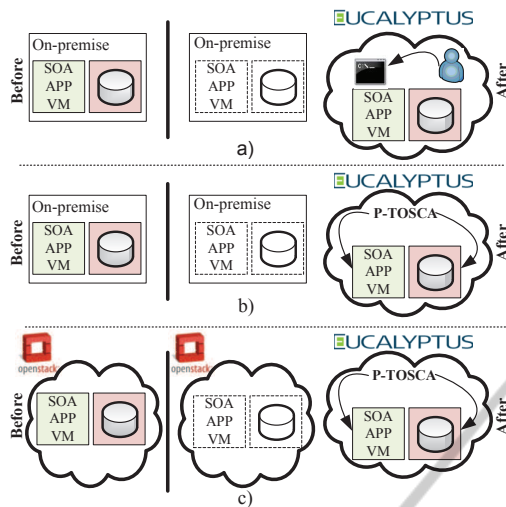 EUCALYPTUS
Before
On-premise
SOA
APP
VM
On-premise
SOA
APP
VM
C:\
SOA
APP
VM
After
a)
EUCALYPTUS
Before
On-premise
SOA
APP
VM
On-premise
SOA
APP
VM
P-TOSCA
SOA
APP
VM
After
b)
openstack
openstack
EUCALYPTUS
Before
SOA
APP
VM
SOA
APP
VM
P-TOSCA
SOA
APP
VM
After
c)